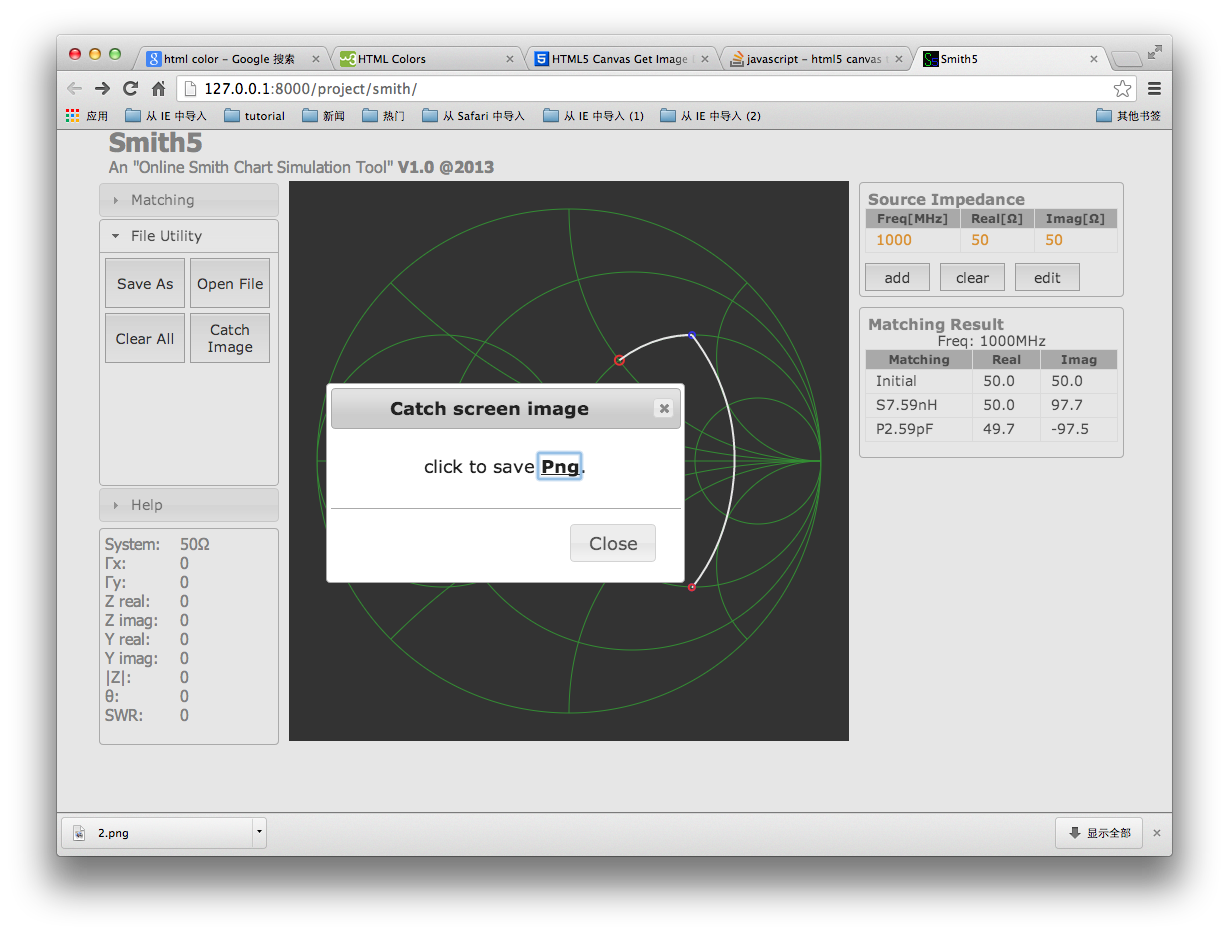 html color – Google 搜索
HTML Colors
HTML5 Canvas Get Image
javascript – html5 canvas
Smith5
127.0.0.1:8000/project/smith/
应用
从 IE 中导入
tutorial
新闻
热门
从 Safari 中导入
从 IE 中导入 (1)
从 IE 中导入 (2)
其他书签
Smith5
An "Online Smith Chart Simulation Tool" V1.0 @2013
Matching
File Utility
Save As
Open File
Clear All
Catch
Image
Help
System: 50Ω
Γx: 0
Γy: 0
Z real: 0
Z imag: 0
Y real: 0
Y imag: 0
|Z|: 0
θ: 0
SWR: 0
Catch screen image
click to save Png.
Close
Source Impedance
Freq[MHz] Real[Ω] Imag[Ω]
1000 50 50
add clear edit
Matching Result
Freq: 1000MHz
Matching Real Imag
Initial 50.0 50.0
S7.59nH 50.0 97.7
P2.59pF 49.7 -97.5
2.png
显示全部